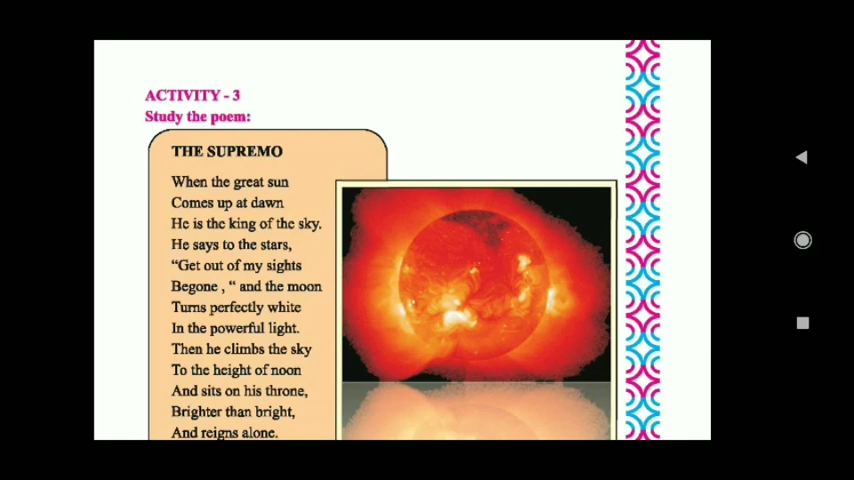 ACTIVITY - 3
Study the poem:
THE SUPREMO
When the great sun
Comes up at dawn
He is the king of the sky.
He says to the stars,
“Get out of my sights
Begone , “ and the moon
Turns perfectly white
In the powerful light.
Then he climbs the sky
To the height of noon
And sits on his throne,
Brighter than bright,
And reigns alone.